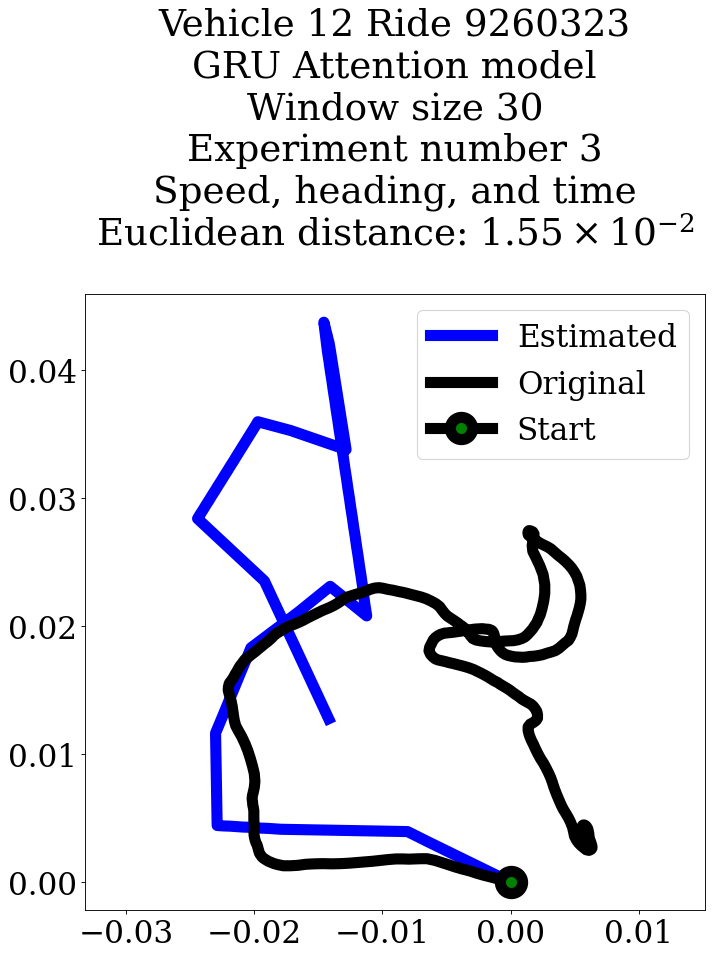 Vehicle 12 Ride 9260323
GRU Attention model
Window size 30
Experiment number 3
Speed, heading, and time
Euclidean distance: 1.55 × 10⁻²
Estimated
Original
Start
0.04
0.03
0.02
0.01
0.00
−0.03 −0.02 −0.01 0.00 0.01